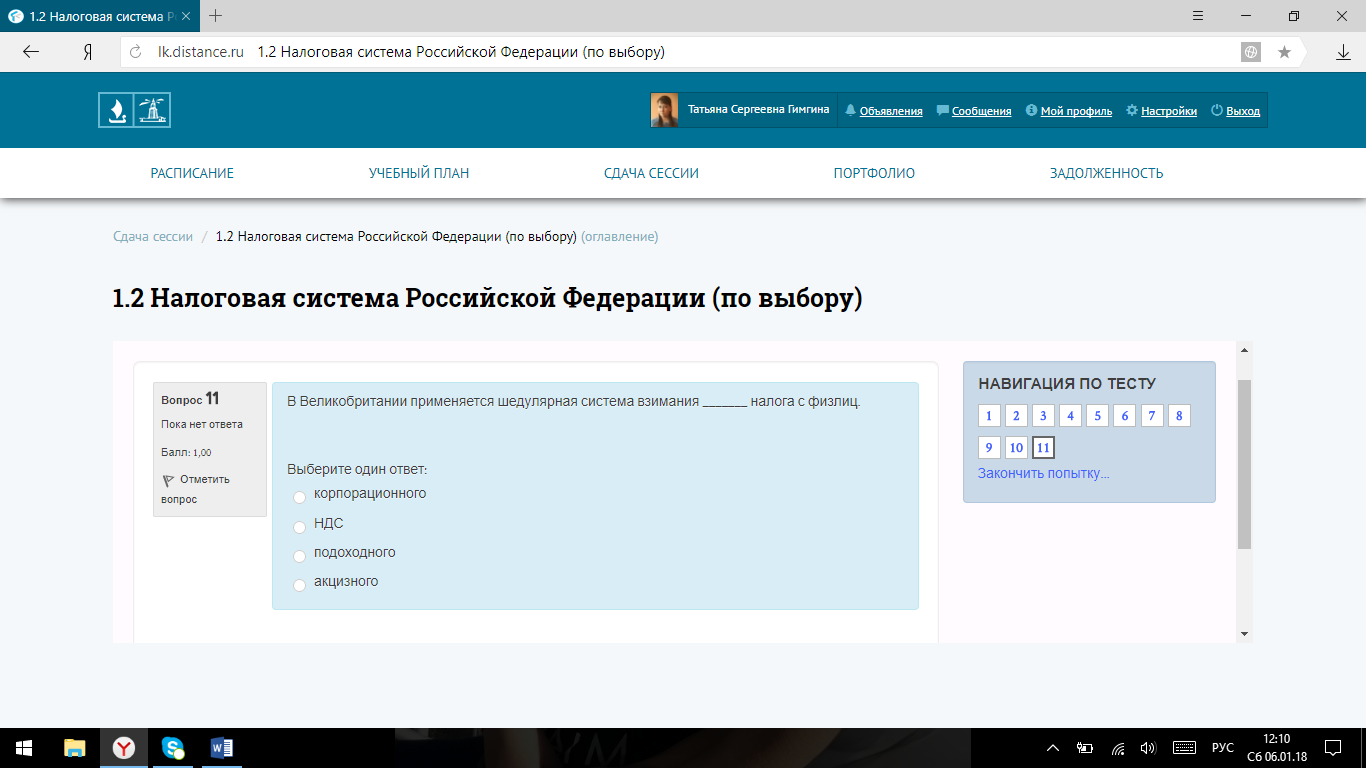 1.2 Налоговая система Р
lk.distance.ru 1.2 Налоговая система Российской Федерации (по выбору)
Татьяна Сергеевна Гимгина Объявления Сообщения Мой профиль Настройки Выход
РАСПИСАНИЕ УЧЕБНЫЙ ПЛАН СДАЧА СЕССИИ ПОРТФОЛИО ЗАДОЛЖЕННОСТЬ
Сдача сессии / 1.2 Налоговая система Российской Федерации (по выбору) (оглавление)
1.2 Налоговая система Российской Федерации (по выбору)
Вопрос 11
Пока нет ответа
Балл: 1,00
Отметить
вопрос
В Великобритании применяется шедулярная система взимания _______ налога с физлиц.
Выберите один ответ:
корпорационного
НДС
подоходного
акцизного
НАВИГАЦИЯ ПО ТЕСТУ
1 2 3 4 5 6 7 8
9 10 11
Закончить попытку...
РУС
12:10
Сб 06.01.18